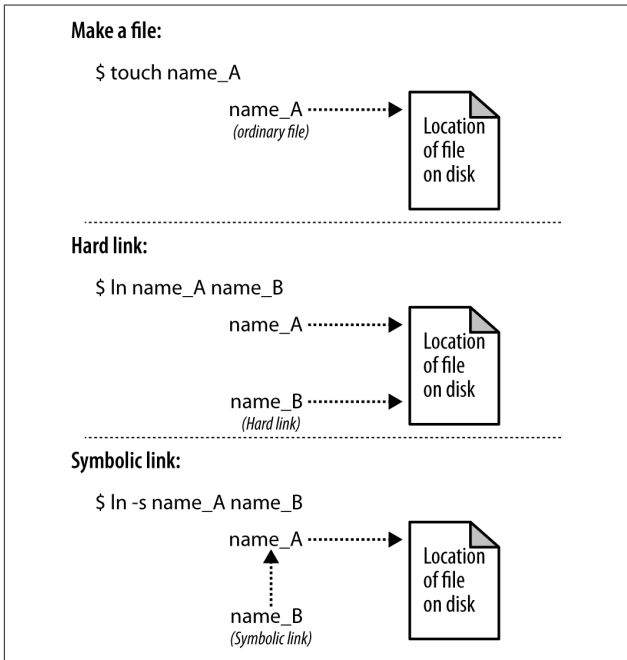 Make a file:
$ touch name_A
name_A
(ordinary file)
Location
of file
on disk
Hard link:
$ ln name_A name_B
name_A
name_B
(Hard link)
Location
of file
on disk
Symbolic link:
$ ln -s name_A name_B
name_A
name_B
(Symbolic link)
Location
of file
on disk